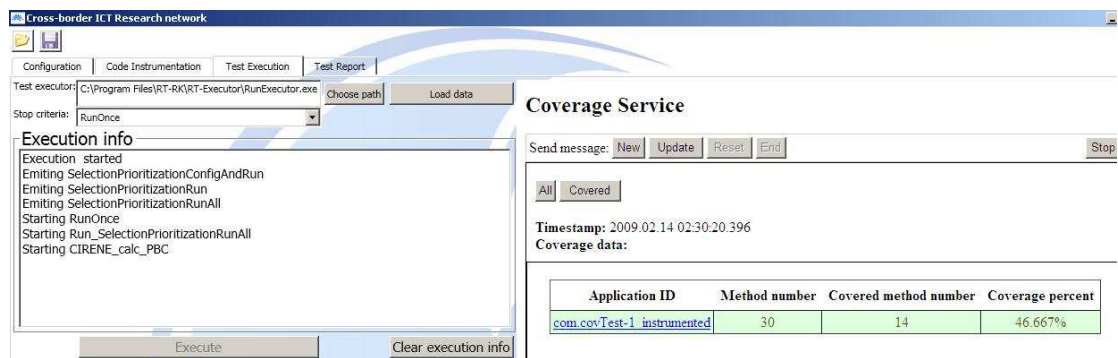 Cross-border ICT Research network
Configuration
Code Instrumentation
Test Execution
Test Report
Test executor: C:\Program Files\RT-RK\RT-Executor\RunExecutor.exe
Choose path
Load data
Stop criteria: RunOnce
Execution info
Execution started
Emiting SelectionPrioritizationConfigAndRun
Emiting SelectionPrioritizationRun
Emiting SelectionPrioritizationRunAll
Starting RunOnce
Starting Run_SelectionPrioritizationRunAll
Starting CIRENE_calc_PBC
Execute
Clear execution info
Coverage Service
Send message: New Update Reset End Stop
All Covered
Timestamp: 2009.02.14 02:30:20.396
Coverage data:
Application ID Method number Covered method number Coverage percent
com.covTest-1_instrumented 30 14 46.667%